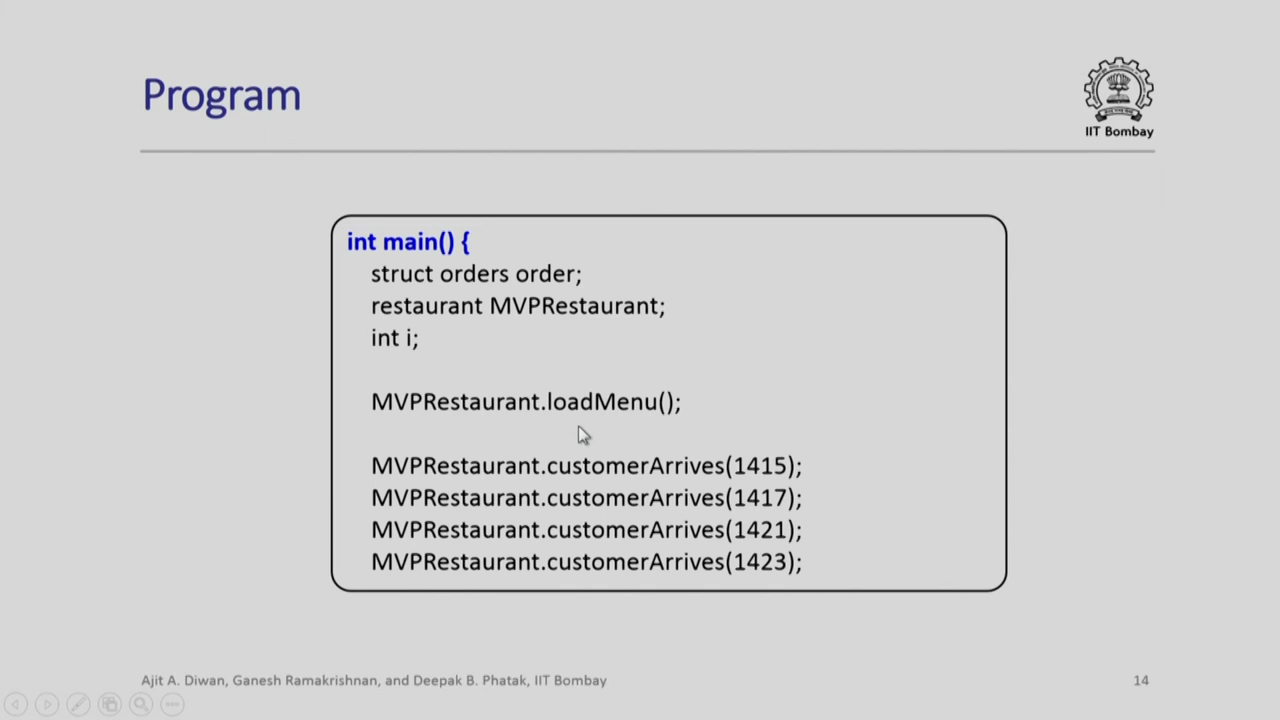 Program
IIT Bombay
int main() {
struct orders order;
restaurant MVPRestaurant;
int i;
MVPRestaurant.loadMenu();
MVPRestaurant.customerArrives(1415);
MVPRestaurant.customerArrives(1417);
MVPRestaurant.customerArrives(1421);
MVPRestaurant.customerArrives(1423);
Ajit A. Diwan, Ganesh Ramakrishnan, and Deepak B. Phatak, IIT Bombay
14